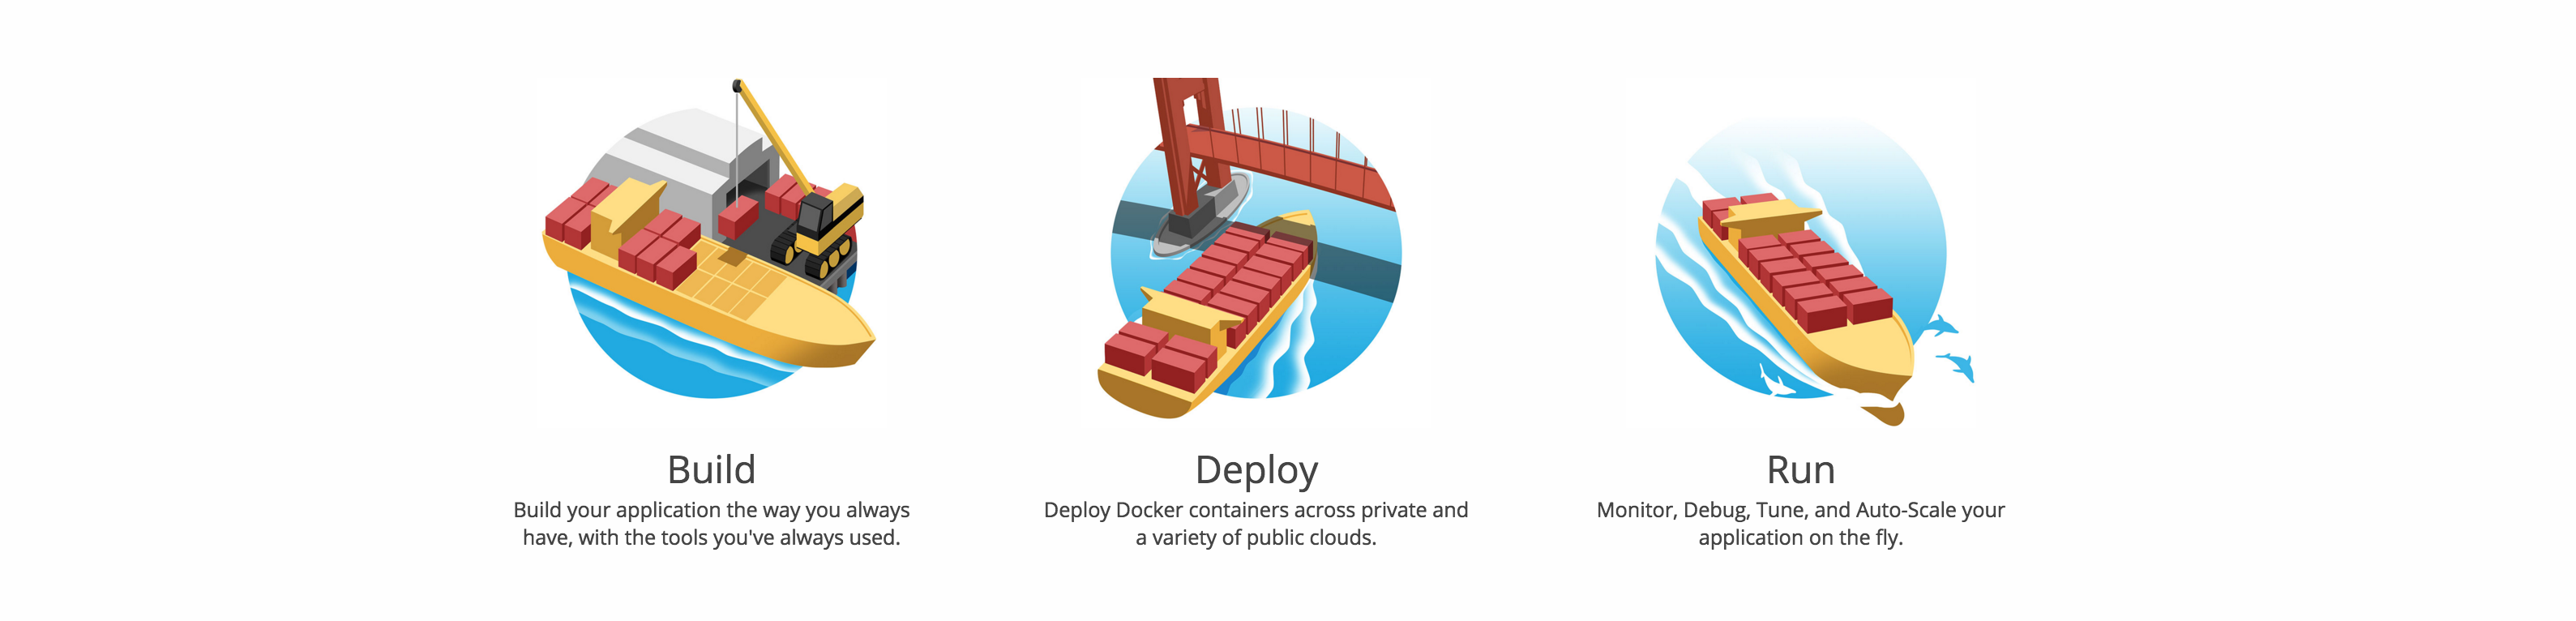 Build
Build your application the way you always
have, with the tools you've always used.
Deploy
Deploy Docker containers across private and
a variety of public clouds.
Run
Monitor, Debug, Tune, and Auto-Scale your
application on the fly.